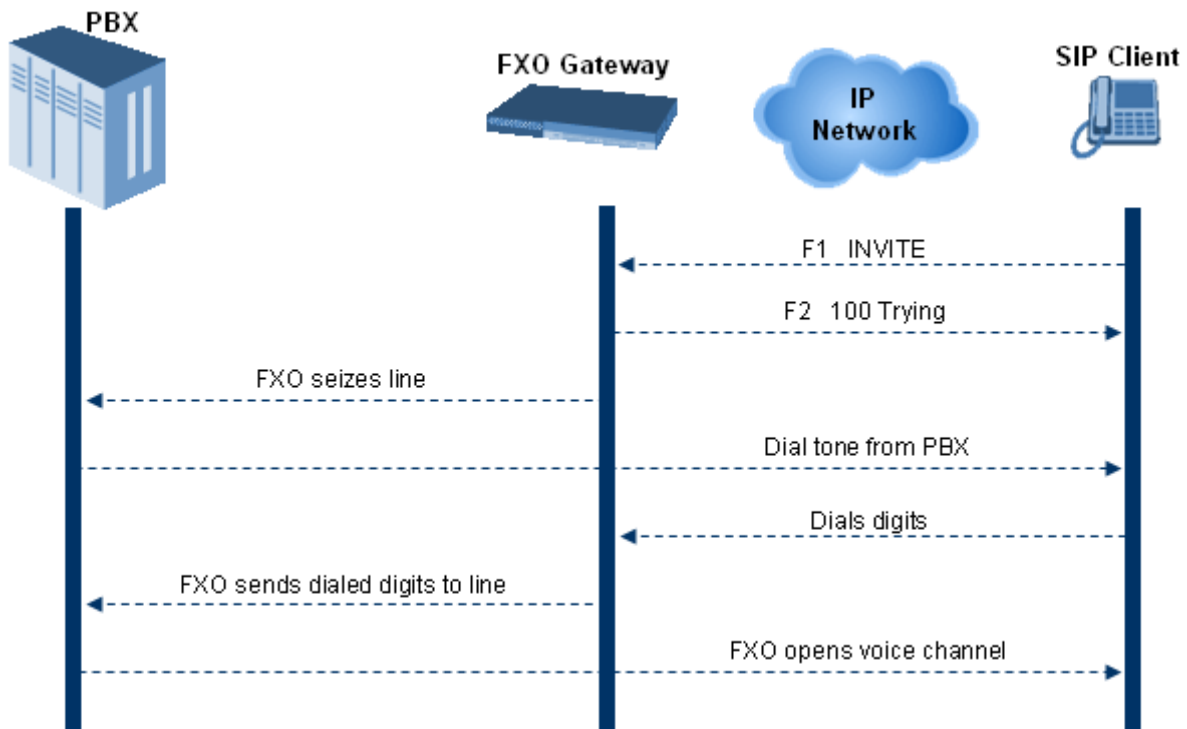 PBX
FXO Gateway
IP
Network
SIP Client
F1 INVITE
F2 100 Trying
FXO seizes line
Dial tone from PBX
Dials digits
FXO sends dialed digits to line
FXO opens voice channel